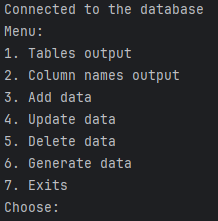 Connected to the database
Menu:
1. Tables output
2. Column names output
3. Add data
4. Update data
5. Delete data
6. Generate data
7. Exits
Choose: